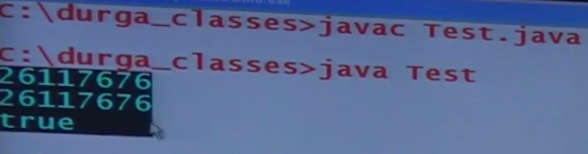 c:\durga_classes>javac Test.java
c:\durga_classes>java Test
26117676
26117676
true